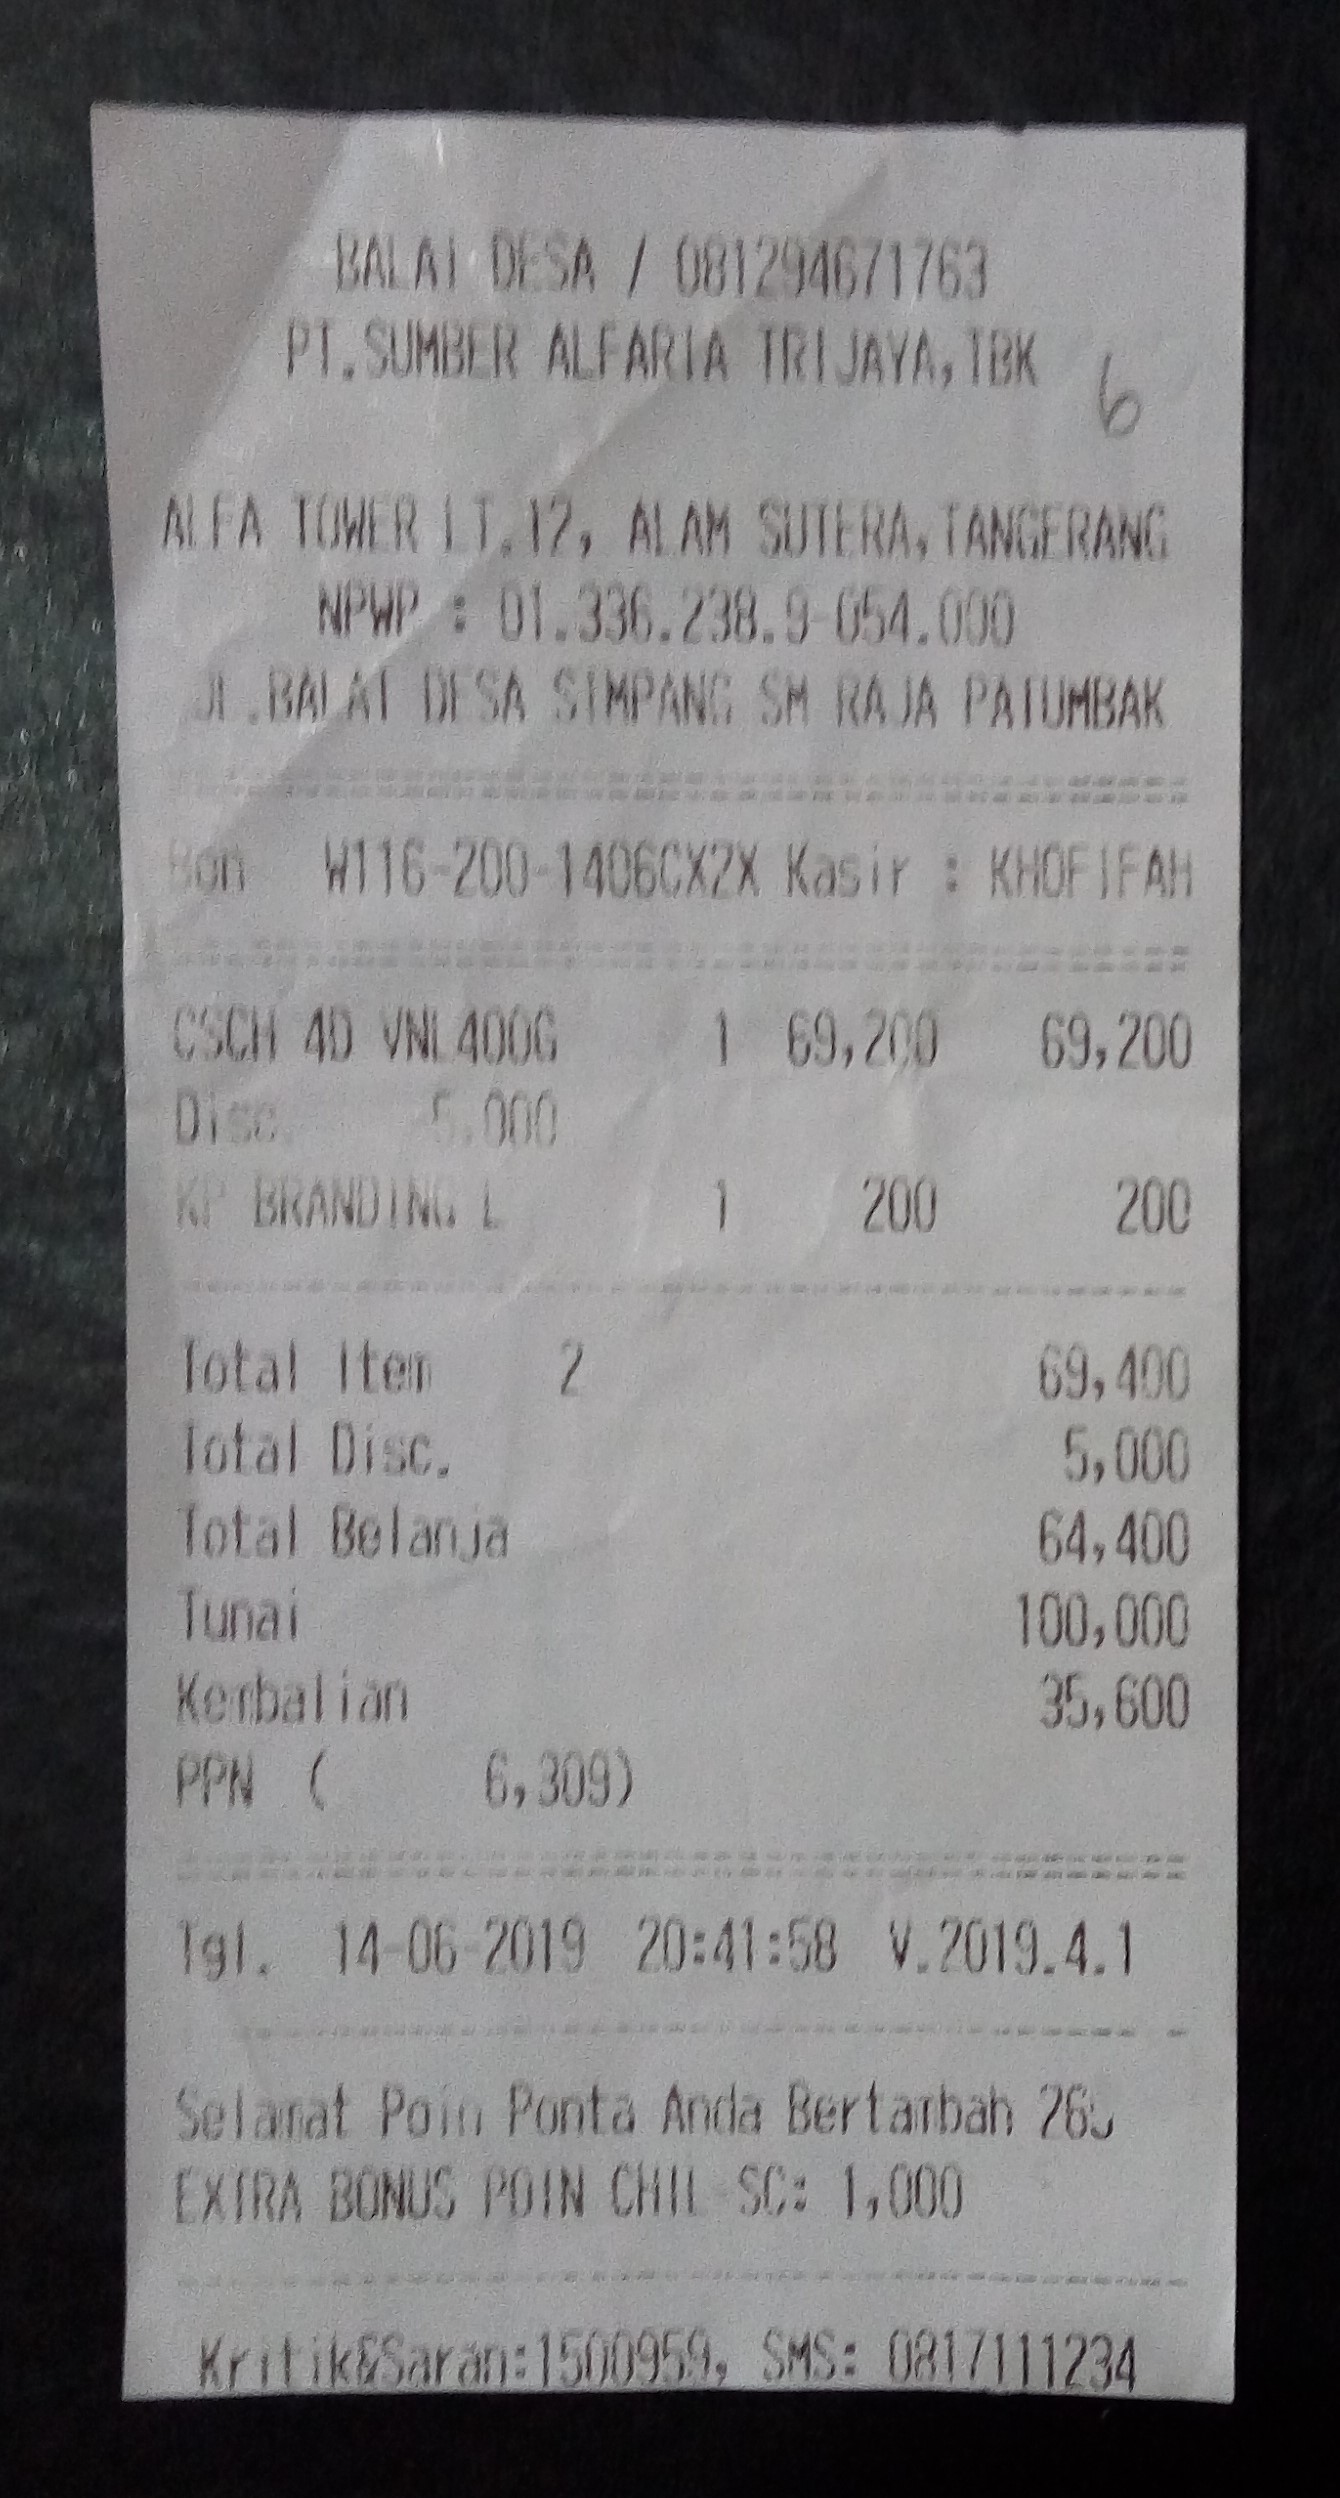 BALAI DESA / 081294671763
PT.SUMBER ALFARIA TRIJAYA,TBK
6
ALFA TOWER LT.12, ALAM SUTERA,TANGERANG
NPWP : 01.336.238.9-054.000
JL.BALAI DESA SIMPANG SM RAJA PATUMBAK
Bon W116-200-1406CX2X Kasir : KHOFIFAH
CSCH 4D VNL400G 1 69,200 69,200
Disc. -5,000
KP BRANDING L 1 200 200
Total Item 2 69,400
Total Disc. 5,000
Total Belanja 64,400
Tunai 100,000
Kembalian 35,600
PPN ( 6,309)
Tgl. 14-06-2019 20:41:58 V.2019.4.1
Selamat Poin Ponta Anda Bertambah
EXTRA BONUS POIN CHIL SC: 1,000
Kritik&Saran:1500959, SMS: 0817111234